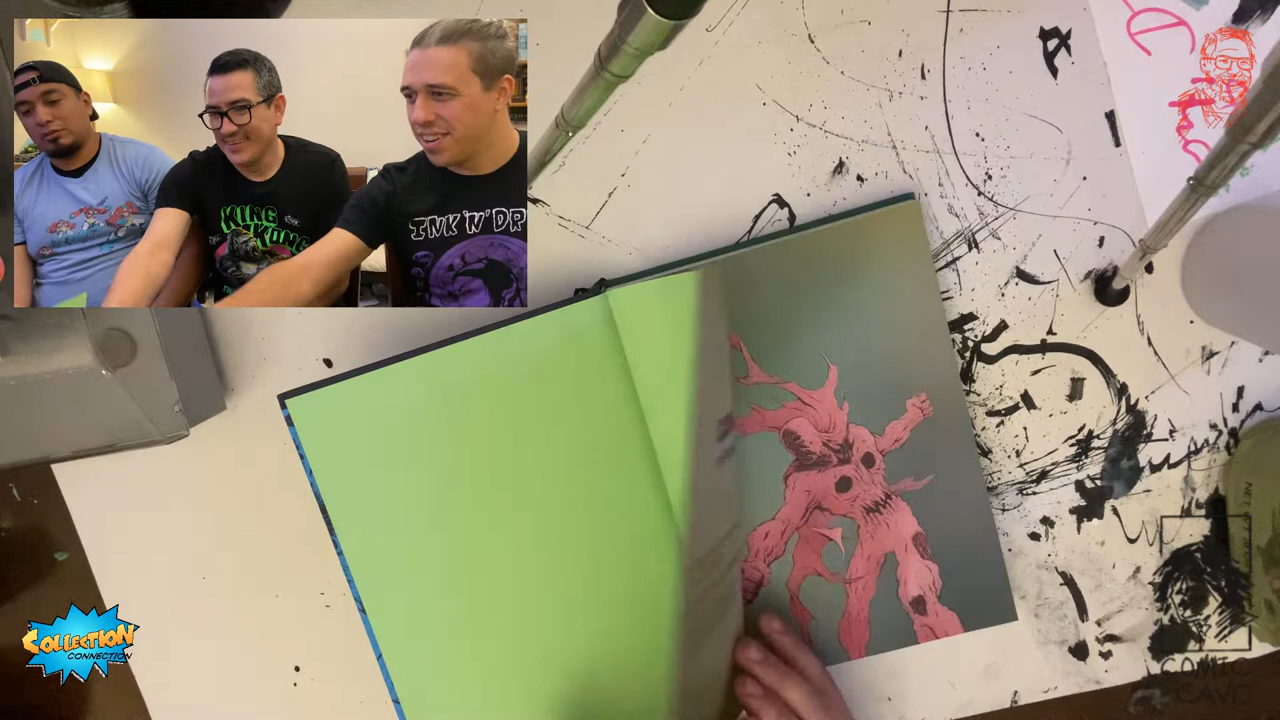 KING
KONG
INK 'N' DR
COLLECTION
CONNECTION
COMIC
CAVE